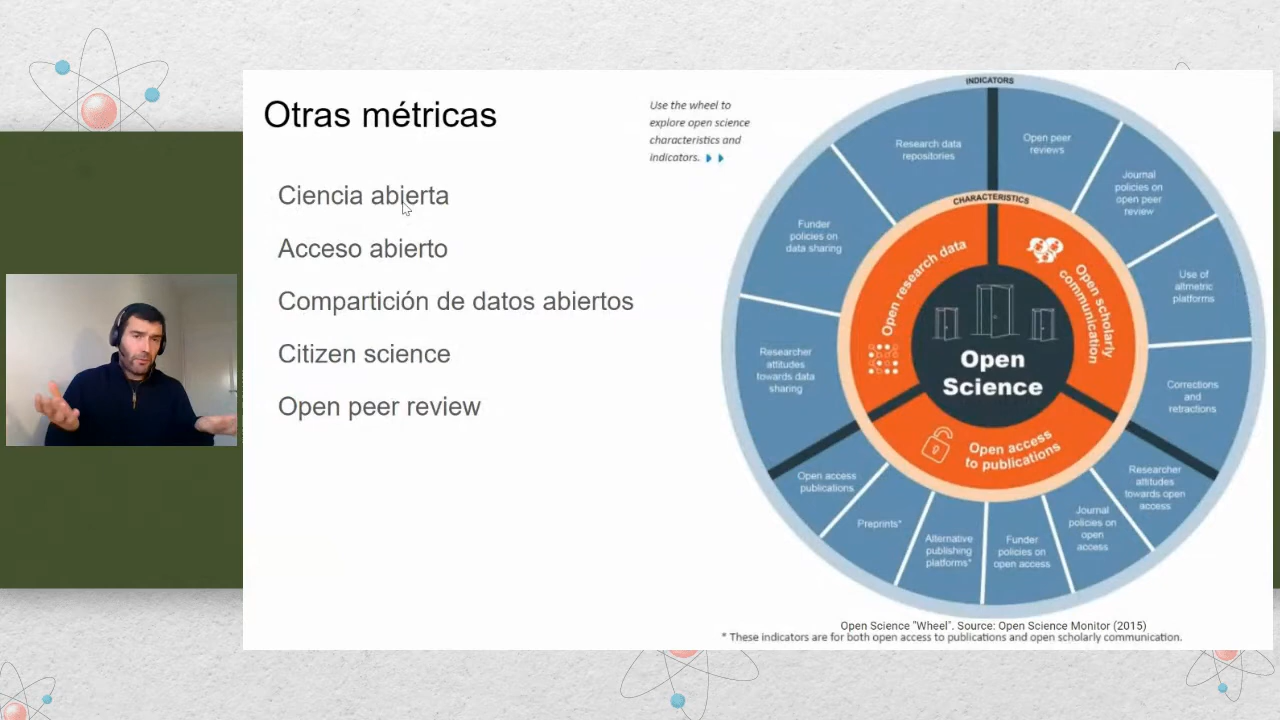 Otras métricas
Ciencia abierta
Acceso abierto
Compartición de datos abiertos
Citizen science
Open peer review
Use the wheel to
explore open science
characteristics and
indicators.
INDICATORS
Research data
repositories
Open peer
reviews
Journal
policies on
open peer
review
Funder
policies on
data sharing
Use of
altmetric
platforms
Researcher
attitudes
towards data
sharing
Corrections
and
retractions
CHARACTERISTICS
Open research data
Open scholarly
communication
Open
Science
Open access
to publications
Open access
publications
Preprints*
Alternative
publishing
platforms*
Funder
policies on
open access
Journal
policies on
open
access
Researcher
attitudes
towards open
access
Open Science "Wheel". Source: Open Science Monitor (2015)
* These indicators are for both open access to publications and open scholarly communication.